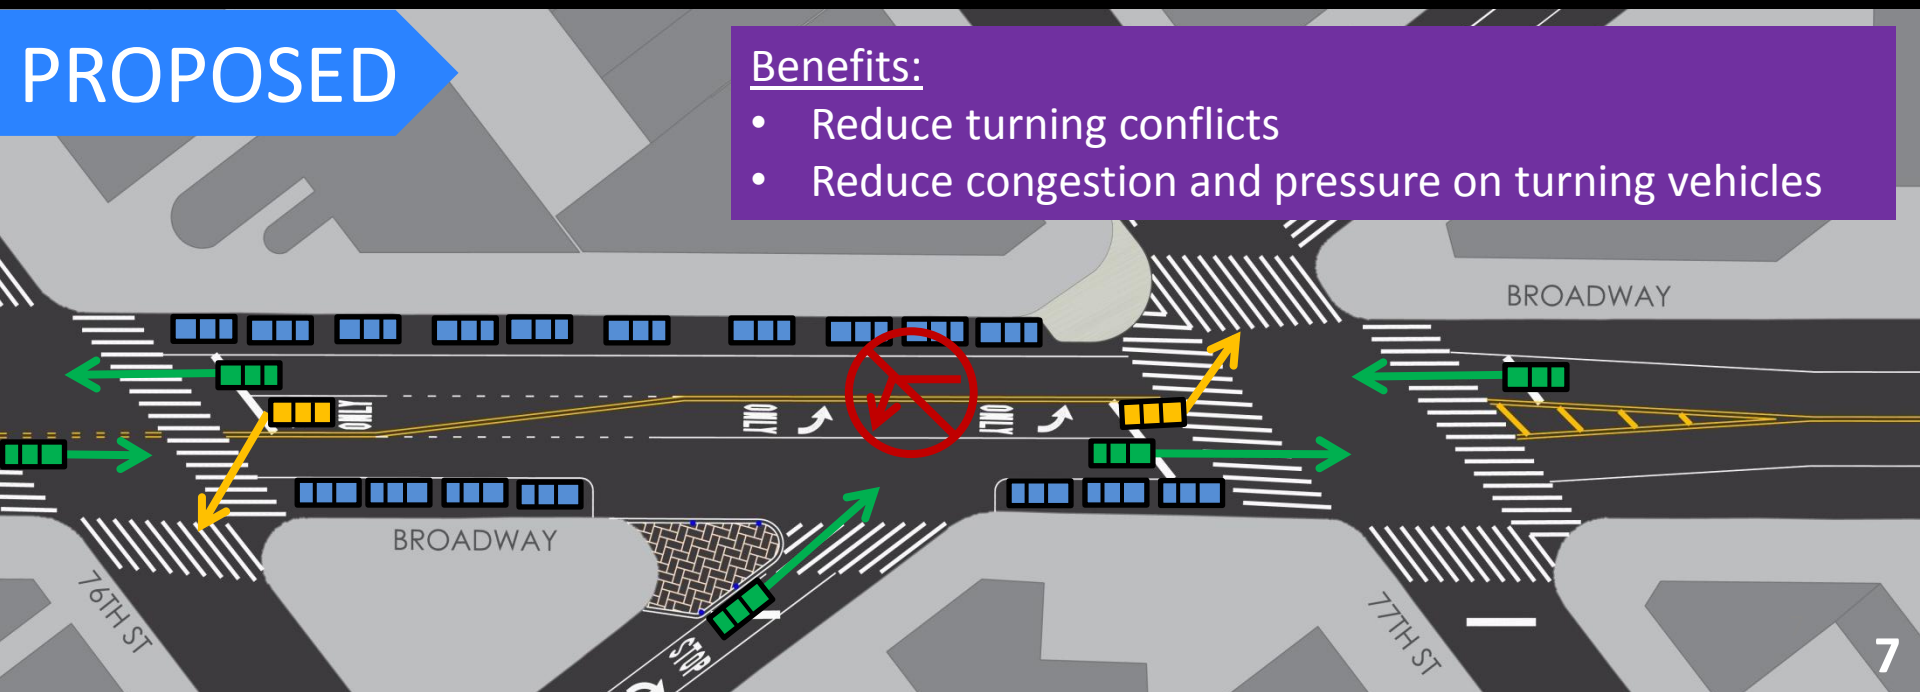 PROPOSED
Benefits:
• Reduce turning conflicts
• Reduce congestion and pressure on turning vehicles
BROADWAY
ONLY
ONLY
ONLY
BROADWAY
76TH ST
STOP
77TH ST
7